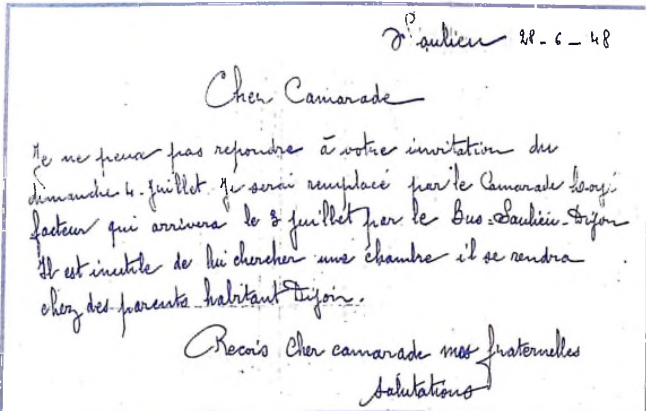 Saulieu 28-6-48
Cher Camarade
Je ne peux pas repondre à votre invitation du
dimanche 4 Juillet. Je serai remplacé par le Camarade
facteur qui arrivera le 3 juillet par le Bus-Saulieu-Dijon
Il est inutile de lui chercher une chambre il se rendra
chez des parents habitant Dijon.
Recois Cher camarade mes fraternelles
salutations